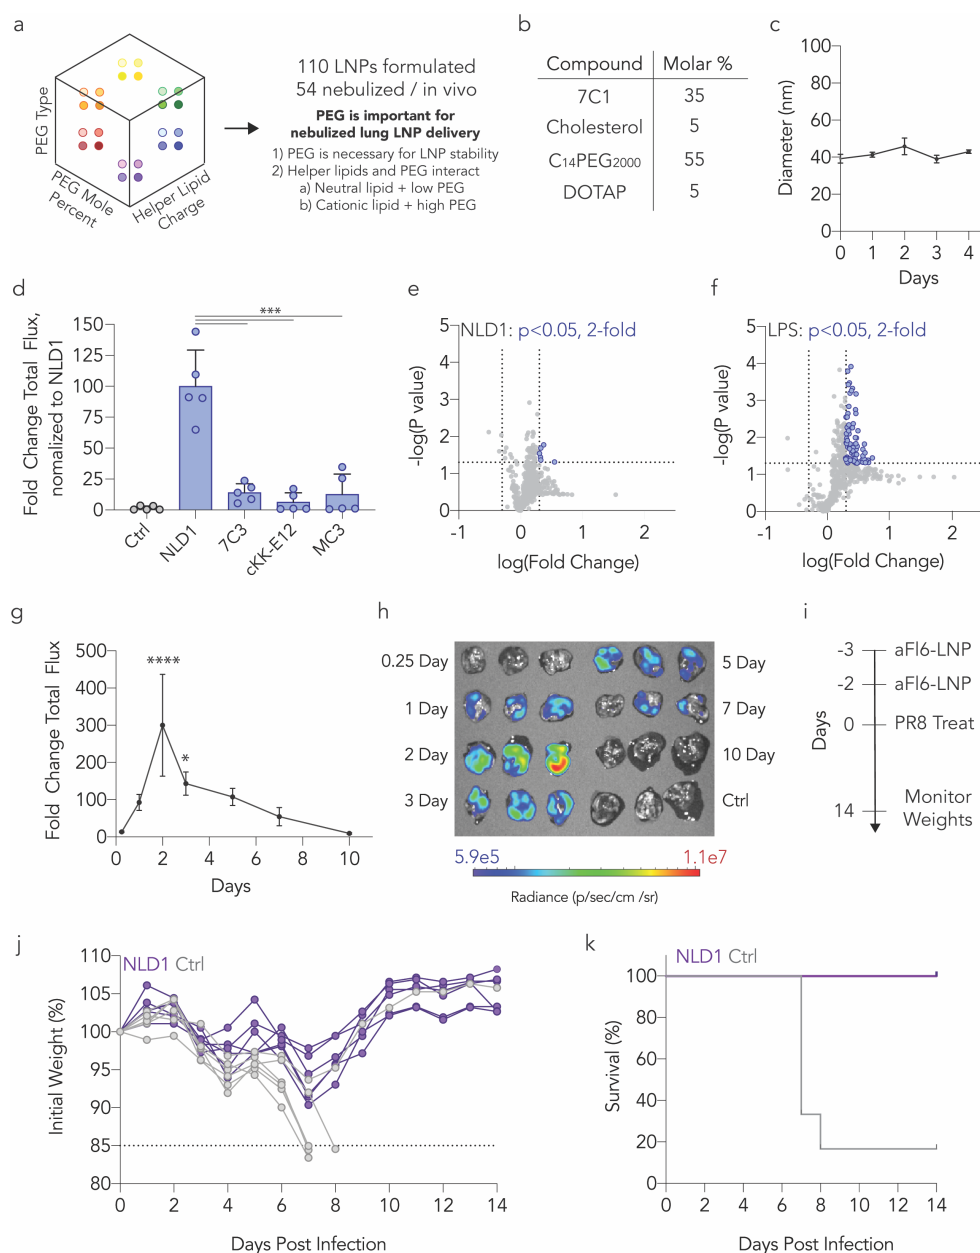 a
PEG Type
PEG Mole
Percent
Helper Lipid
Charge
110 LNPs formulated
54 nebulized / in vivo
PEG is important for
nebulized lung LNP delivery
1) PEG is necessary for LNP stability
2) Helper lipids and PEG interact
a) Neutral lipid + low PEG
b) Cationic lipid + high PEG
b
Compound Molar %
7C1 35
Cholesterol 5
C14PEG2000 55
DOTAP 5
c
Diameter (nm)
100
80
60
40
20
0
0 1 2 3 4
Days
d
Fold Change Total Flux,
nomalized to NLD1
150
125
100
75
50
25
0
***
Ctrl
NLD1
7C3
cKK-E12
MC3
e
NLD1: p<0.05, 2-fold
-log(P value)
5
4
3
2
1
0
-1 0 1 2
log(Fold Change)
f
LPS: p<0.05, 2-fold
-log(P value)
5
4
3
2
1
0
-1 0 1 2
log(Fold Change)
g
Fold Change Total Flux
500
400
300
200
100
0
****
*
0 2 4 6 8 10
Days
h
0.25 Day
1 Day
2 Day
3 Day
5 Day
7 Day
10 Day
Ctrl
5.9e5 1.1e7
Radiance (p/sec/cm /sr)
i
Days
-3 aFl6-LNP
-2 aFl6-LNP
0 PR8 Treat
14 Monitor
Weights
j
NLD1 Ctrl
Initial Weight (%)
110
105
100
95
90
85
80
0 2 4 6 8 10 12 14
Days Post Infection
k
NLD1 Ctrl
Survival (%)
100
80
60
40
20
0
0 2 4 6 8 10 12 14
Days Post Infection